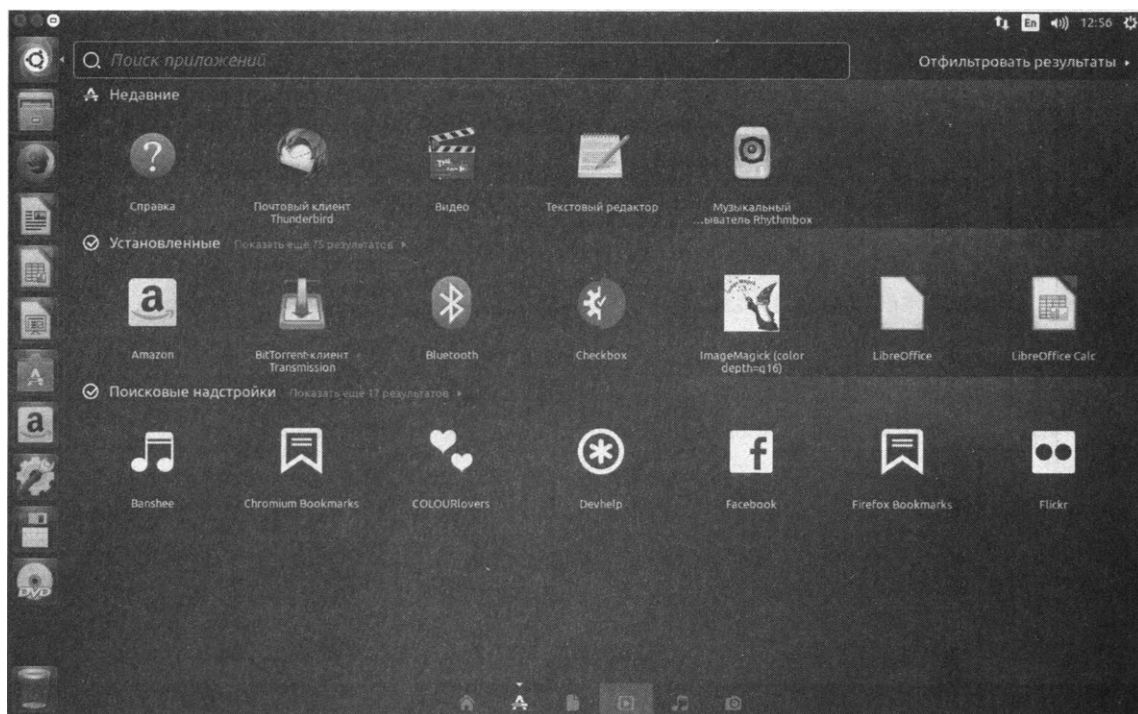 En 12:56
Поиск приложений
Отфильтровать результаты
Недавние
Справка
Почтовый клиент
Thunderbird
Видео
Текстовый редактор
Музыкальный
...ыватель Rhythmbox
Установленные Показать ещё 75 результатов
Amazon
BitTorrent-клиент
Transmission
Bluetooth
Checkbox
ImageMagick (color
depth=q16)
LibreOffice
LibreOffice Calc
Поисковые надстройки Показать ещё 17 результатов
Banshee
Chromium Bookmarks
COLOURlovers
Devhelp
Facebook
Firefox Bookmarks
Flickr
DVD